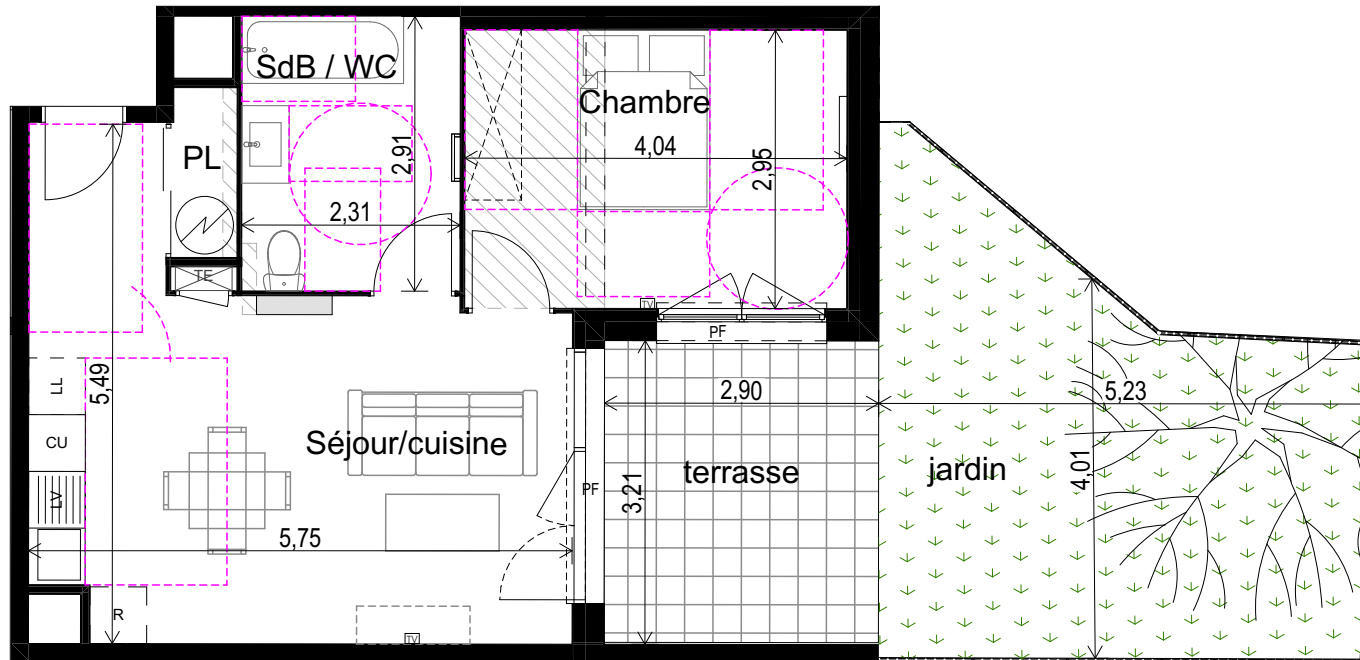 SdB / WC
Chambre
4,04
2,91
2,95
PL
2,31
TE
TV
PF
LL
5,49
2,90
5,23
CU
Séjour/cuisine
terrasse
jardin
4,01
LV
PF
3,21
5,75
R
TV